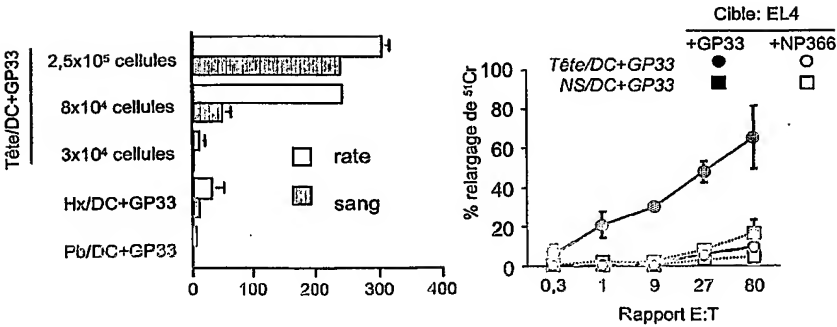 Tête/DC+GP33
2,5x10⁵ cellules
8x10⁴ cellules
3x10⁴ cellules
Hx/DC+GP33
Pb/DC+GP33
rate
sang
0 100 200 300 400
Cible: EL4
+GP33 +NP366
Tête/DC+GP33
NS/DC+GP33
% relargage de ⁵¹Cr
100
80
60
40
20
0
0,3 1 9 27 80
Rapport E:T